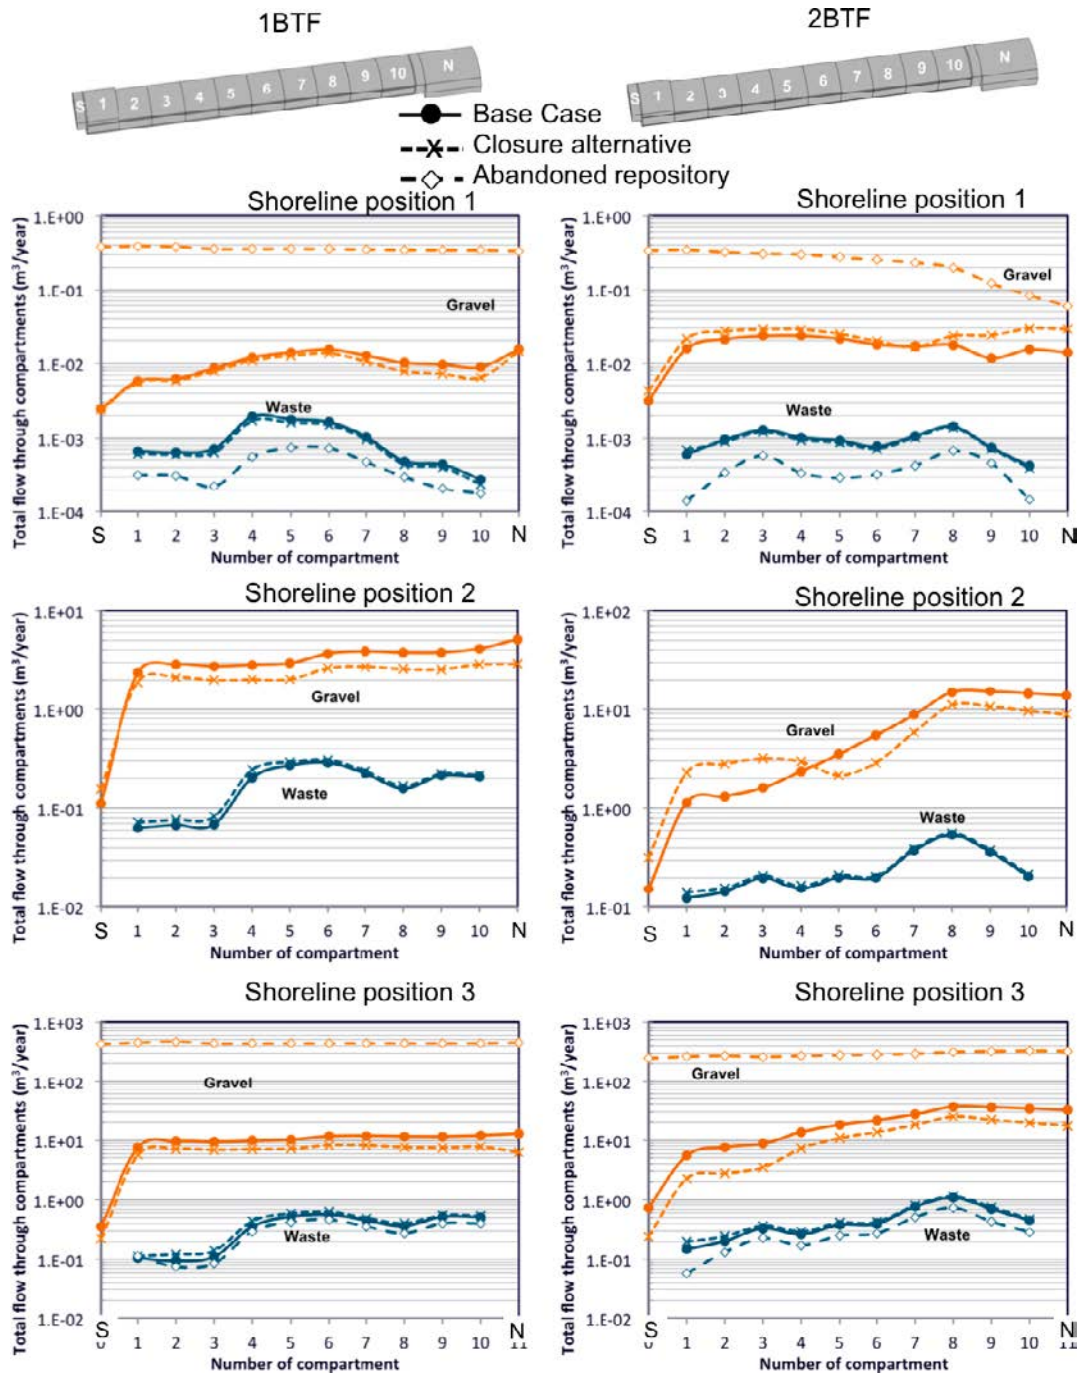 1BTF
2BTF
S 1 2 3 4 5 6 7 8 9 10 N
S 1 2 3 4 5 6 7 8 9 10 N
Base Case
Closure alternative
Abandoned repository
Shoreline position 1
Total flow through compartments (m³/year)
1.E+00
1.E-01
1.E-02
1.E-03
1.E-04
Gravel
Waste
S 1 2 3 4 5 6 7 8 9 10 N
Number of compartment
Shoreline position 1
Total flow through compartments (m³/year)
1.E+00
1.E-01
1.E-02
1.E-03
1.E-04
Gravel
Waste
S 1 2 3 4 5 6 7 8 9 10 N
Number of compartment
Shoreline position 2
Total flow through compartments (m³/year)
1.E+01
1.E+00
1.E-01
1.E-02
Gravel
Waste
S 1 2 3 4 5 6 7 8 9 10 N
Number of compartment
Shoreline position 2
Total flow through compartments (m³/year)
1.E+02
1.E+01
1.E+00
1.E-01
Gravel
Waste
S 1 2 3 4 5 6 7 8 9 10 N
Number of compartment
Shoreline position 3
Total flow through compartments (m³/year)
1.E+03
1.E+02
1.E+01
1.E+00
1.E-01
1.E-02
Gravel
Waste
S 1 2 3 4 5 6 7 8 9 10 N
Number of compartment
Shoreline position 3
Total flow through compartments (m³/year)
1.E+03
1.E+02
1.E+01
1.E+00
1.E-01
1.E-02
Gravel
Waste
S 1 2 3 4 5 6 7 8 9 10 N
Number of compartment